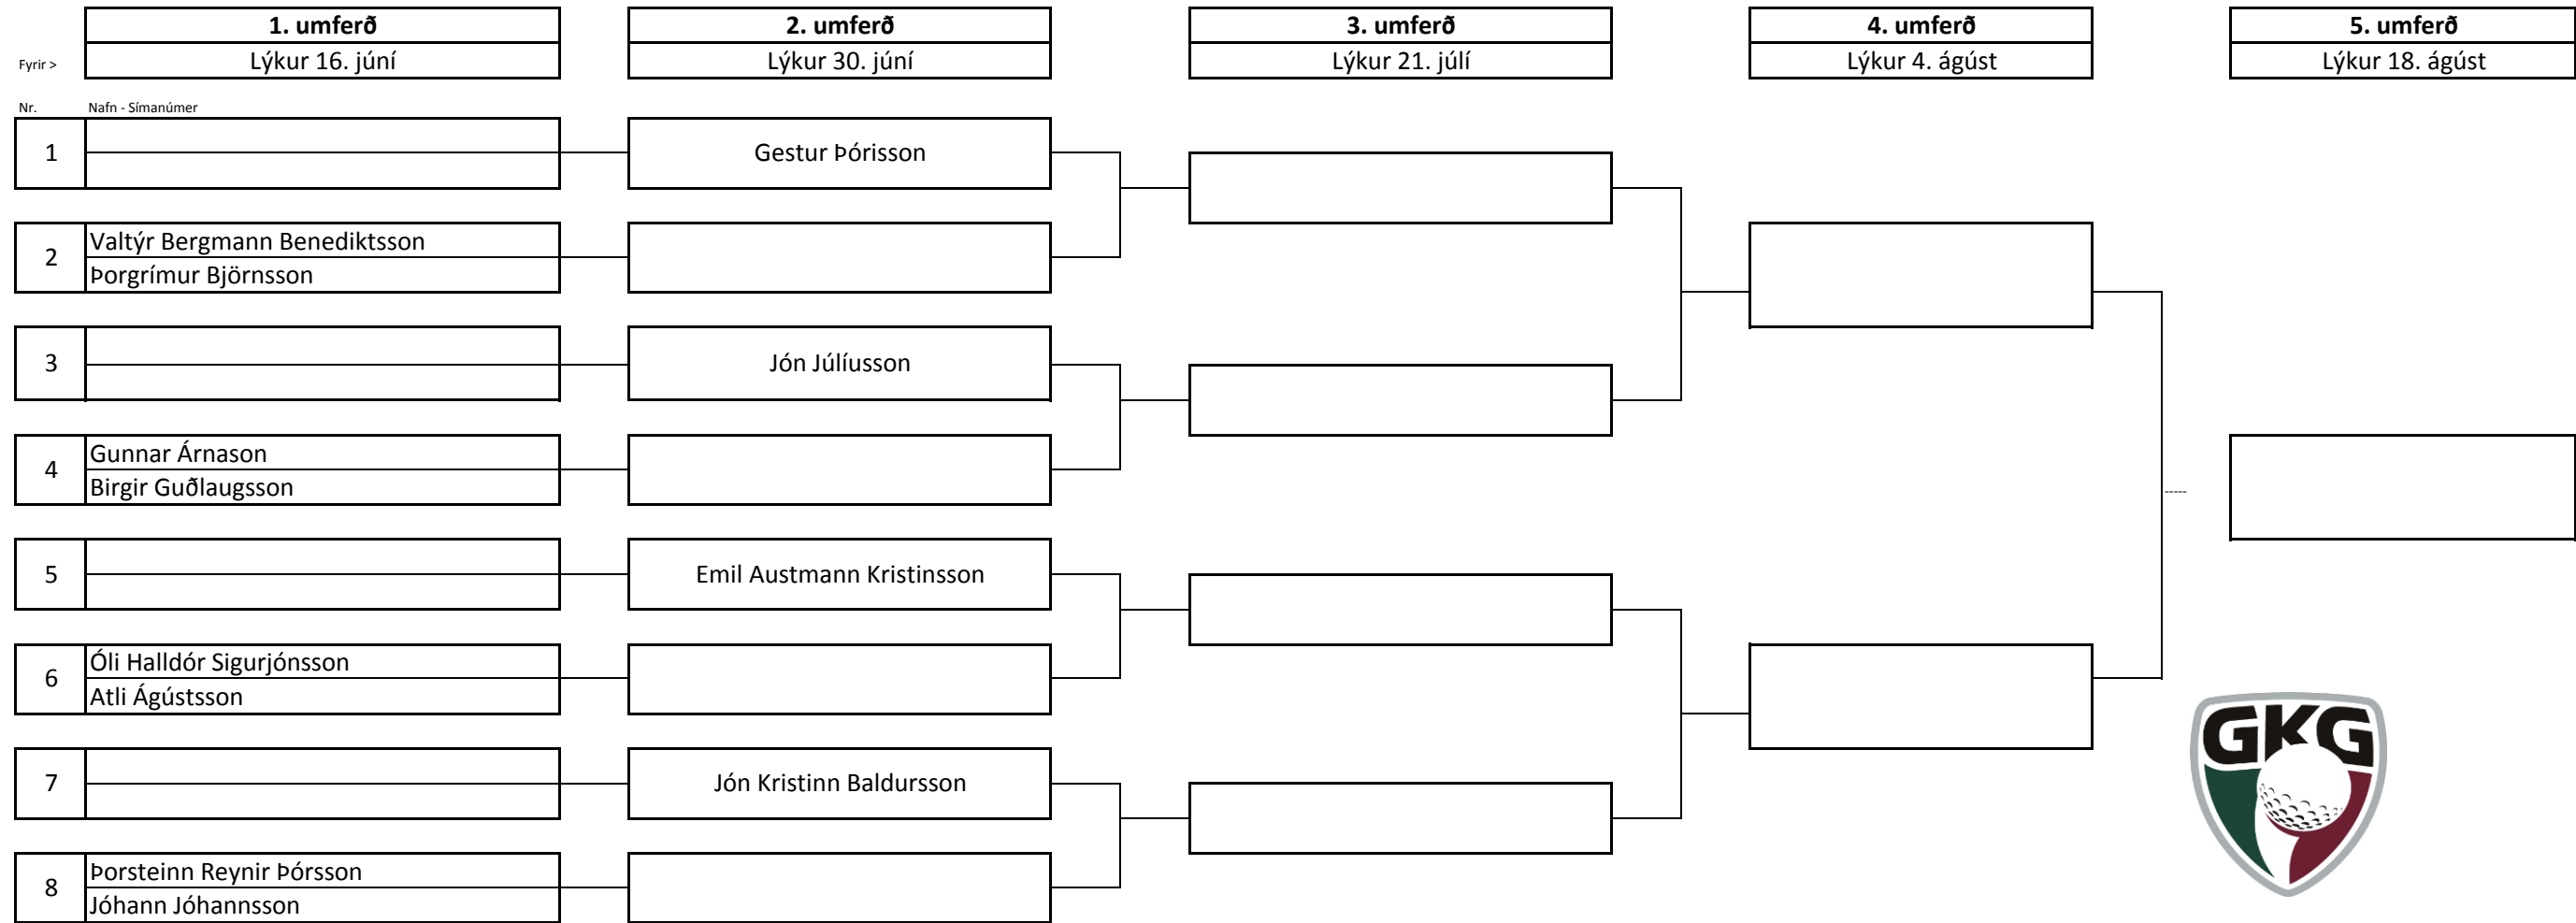 1. umferð
2. umferð
3. umferð
4. umferð
5. umferð
Fyrir >
Lýkur 16. júní
Lýkur 30. júní
Lýkur 21. júlí
Lýkur 4. ágúst
Lýkur 18. ágúst
Nr.
Nafn - Símanúmer
1
Gestur Þórisson
2
Valtýr Bergmann Benediktsson
Þorgrímur Björnsson
3
Jón Júlíusson
4
Gunnar Árnason
Birgir Guðlaugsson
-----
5
Emil Austmann Kristinsson
6
Óli Halldór Sigurjónsson
Atli Ágústsson
7
Jón Kristinn Baldursson
8
Þorsteinn Reynir Þórsson
Jóhann Jóhannsson
GKG